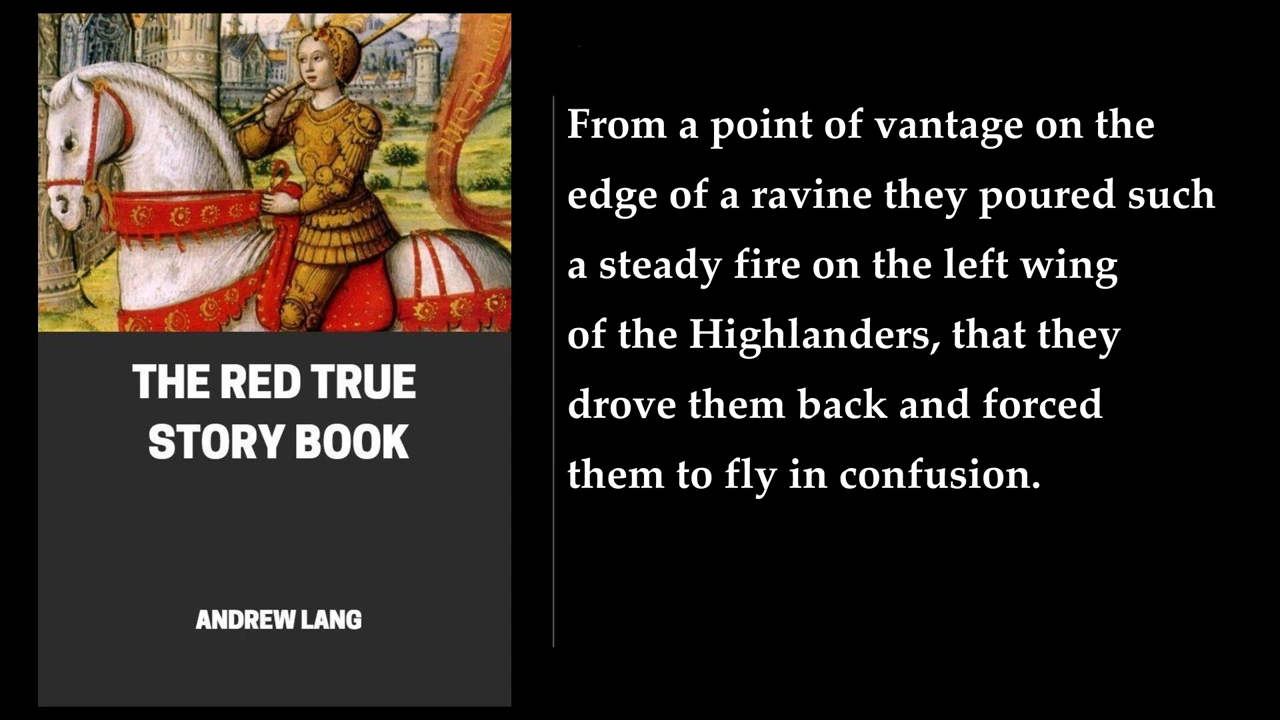 THE RED TRUE
STORY BOOK
ANDREW LANG
From a point of vantage on the
edge of a ravine they poured such
a steady fire on the left wing
of the Highlanders, that they
drove them back and forced
them to fly in confusion.